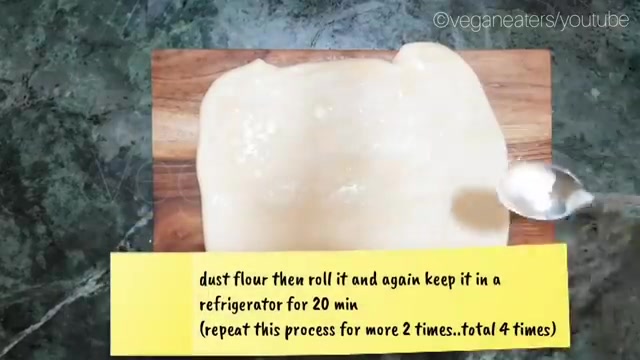 ©veganeaters/youtube
dust flour then roll it and again keep it in a
refrigerator for 20 min
(repeat this process for more 2 times..total 4 times)